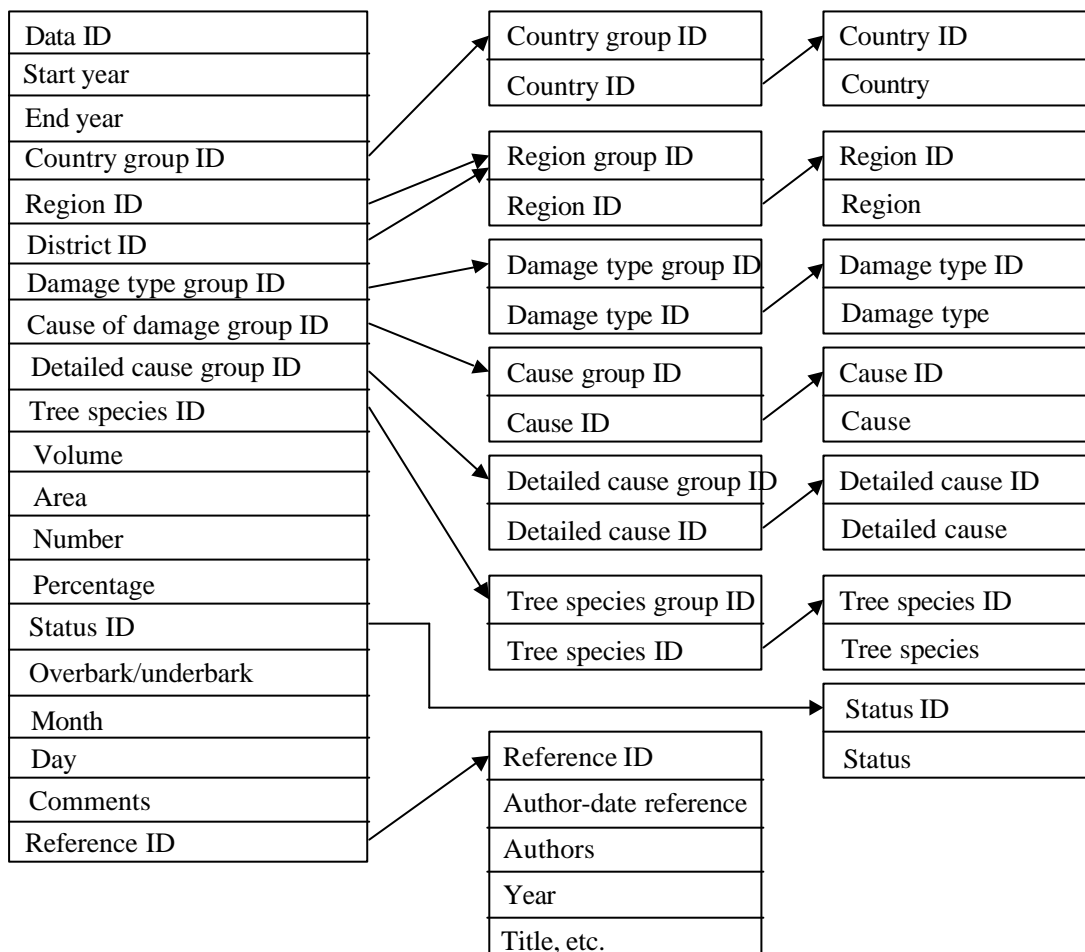 Data ID
Start year
End year
Country group ID
Region ID
District ID
Damage type group ID
Cause of damage group ID
Detailed cause group ID
Tree species ID
Volume
Area
Number
Percentage
Status ID
Overbark/underbark
Month
Day
Comments
Reference ID
Country group ID
Country ID
Region group ID
Region ID
Damage type group ID
Damage type ID
Cause group ID
Cause ID
Detailed cause group ID
Detailed cause ID
Tree species group ID
Tree species ID
Reference ID
Author-date reference
Authors
Year
Title, etc.
Country ID
Country
Region ID
Region
Damage type ID
Damage type
Cause ID
Cause
Detailed cause ID
Detailed cause
Tree species ID
Tree species
Status ID
Status